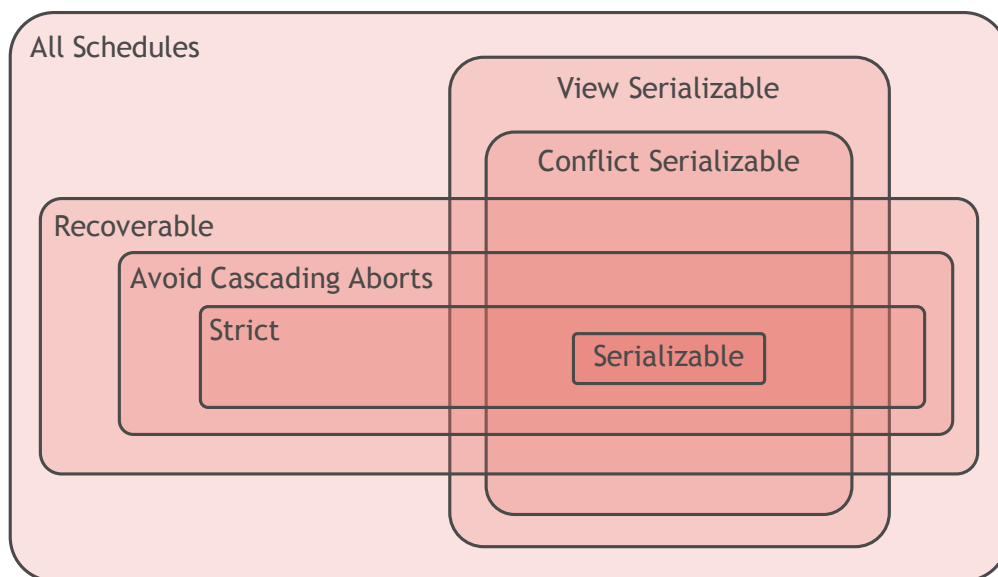 All Schedules
View Serializable
Conflict Serializable
Recoverable
Avoid Cascading Aborts
Strict
Serializable